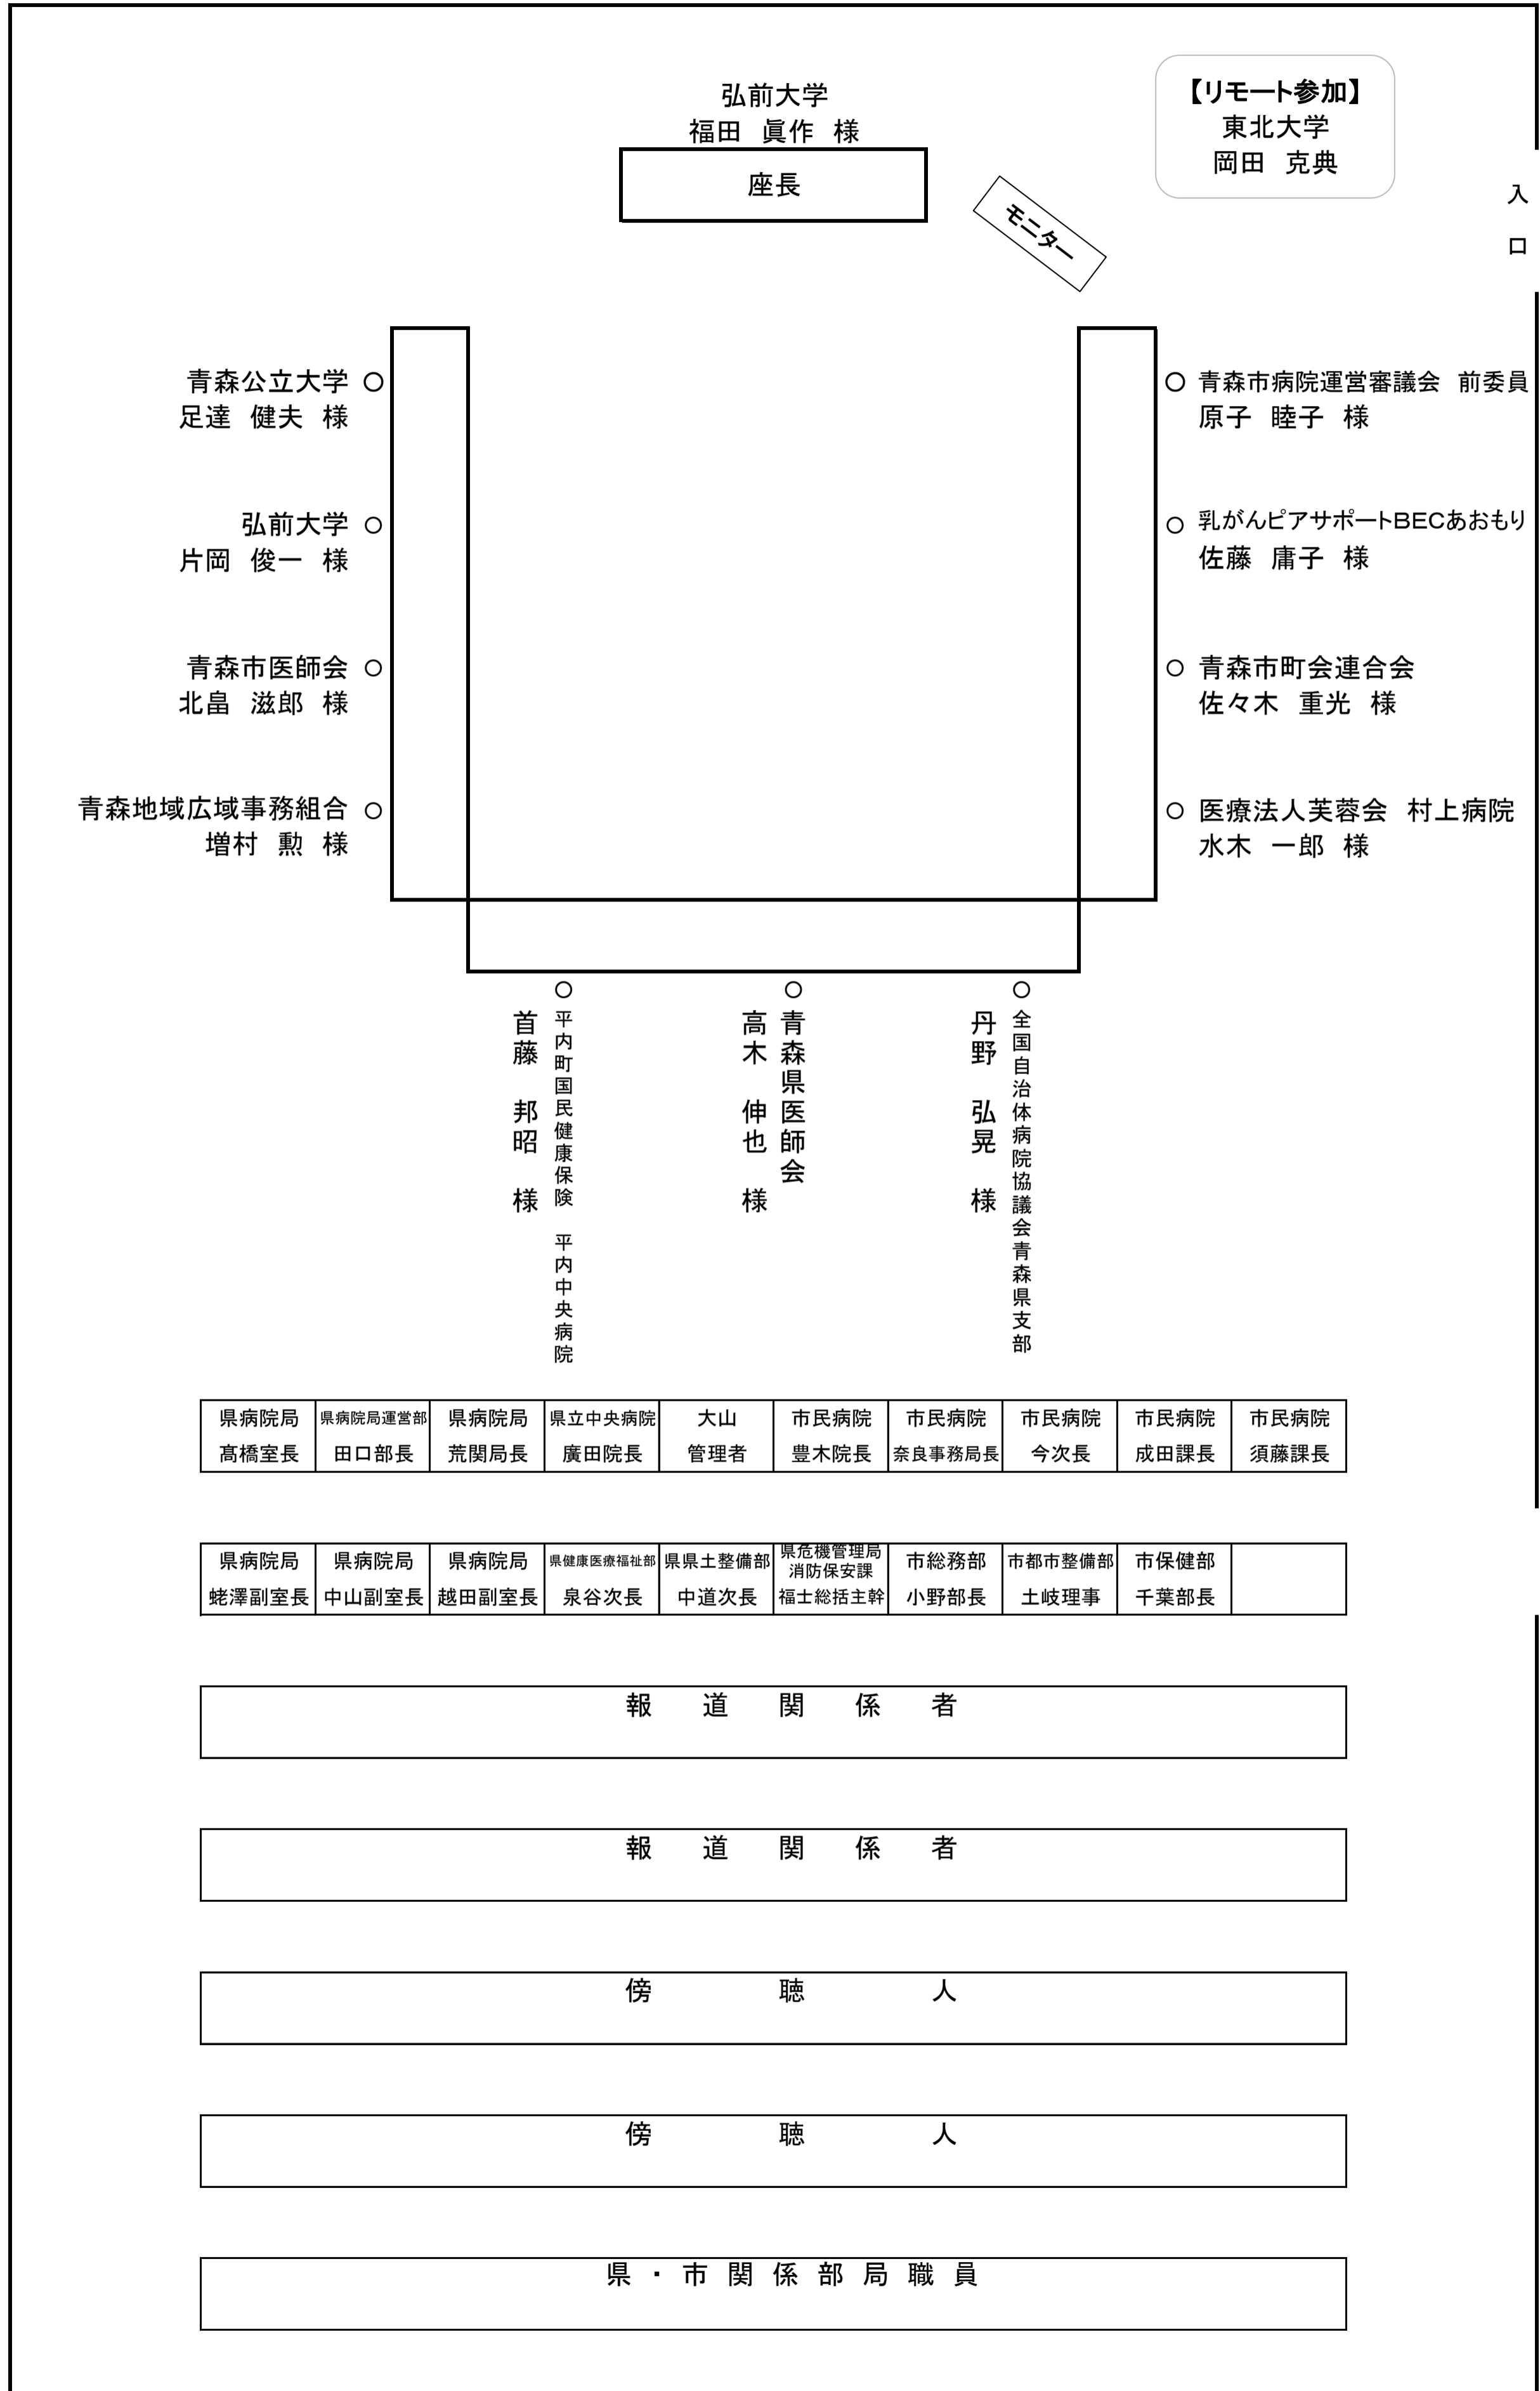 弘前大学
福田　眞作　様
座長
【リモート参加】
東北大学
岡田　克典
モニター
入口
青森公立大学
足達　健夫　様
弘前大学
片岡　俊一　様
青森市医師会
北畠　滋郎　様
青森地域広域事務組合
増村　勲　様
青森市病院運営審議会　前委員
原子　睦子　様
乳がんピアサポートBECあおもり
佐藤　庸子　様
青森市町会連合会
佐々木　重光　様
医療法人芙蓉会　村上病院
水木　一郎　様
全国自治体病院協議会青森県支部
丹野　弘晃　様
青森県医師会
高木　伸也　様
平内町国民健康保険　平内中央病院
首藤　邦昭　様
県病院局
髙橋室長
県病院局運営部
田口部長
県病院局
荒関局長
県立中央病院
廣田院長
大山
管理者
市民病院
豊木院長
市民病院
奈良事務局長
市民病院
今次長
市民病院
成田課長
市民病院
須藤課長
県病院局
蛯澤副室長
県病院局
中山副室長
県病院局
越田副室長
県健康医療福祉部
泉谷次長
県県土整備部
中道次長
県危機管理局
消防保安課
福士総括主幹
市総務部
小野部長
市都市整備部
土岐理事
市保健部
千葉部長
報　道　関　係　者
報　道　関　係　者
傍　聴　人
傍　聴　人
県・市関係部局職員